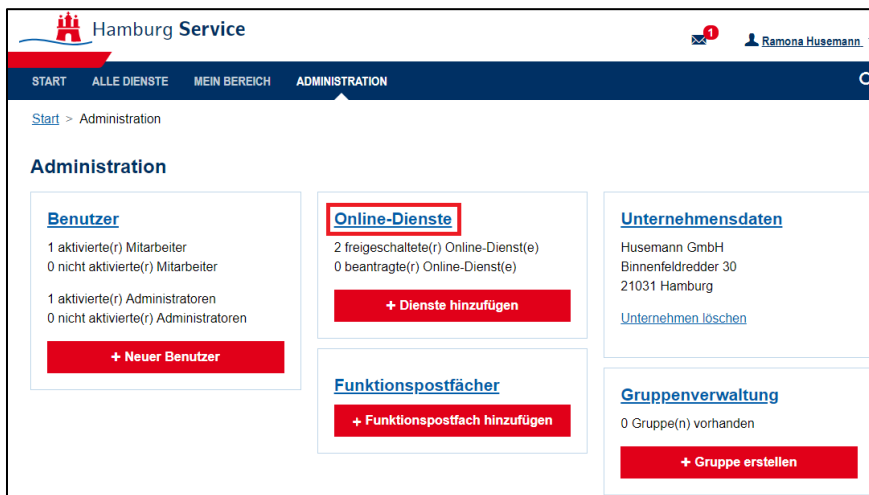 Hamburg Service
1
Ramona Husemann
START ALLE DIENSTE MEIN BEREICH ADMINISTRATION
Start > Administration
Administration
Benutzer
1 aktivierte(r) Mitarbeiter
0 nicht aktivierte(r) Mitarbeiter
1 aktivierte(r) Administratoren
0 nicht aktivierte(r) Administratoren
+ Neuer Benutzer
Online-Dienste
2 freigeschaltete(r) Online-Dienst(e)
0 beantragte(r) Online-Dienst(e)
+ Dienste hinzufügen
Funktionspostfächer
+ Funktionspostfach hinzufügen
Unternehmensdaten
Husemann GmbH
Binnenfeldredder 30
21031 Hamburg
Unternehmen löschen
Gruppenverwaltung
0 Gruppe(n) vorhanden
+ Gruppe erstellen